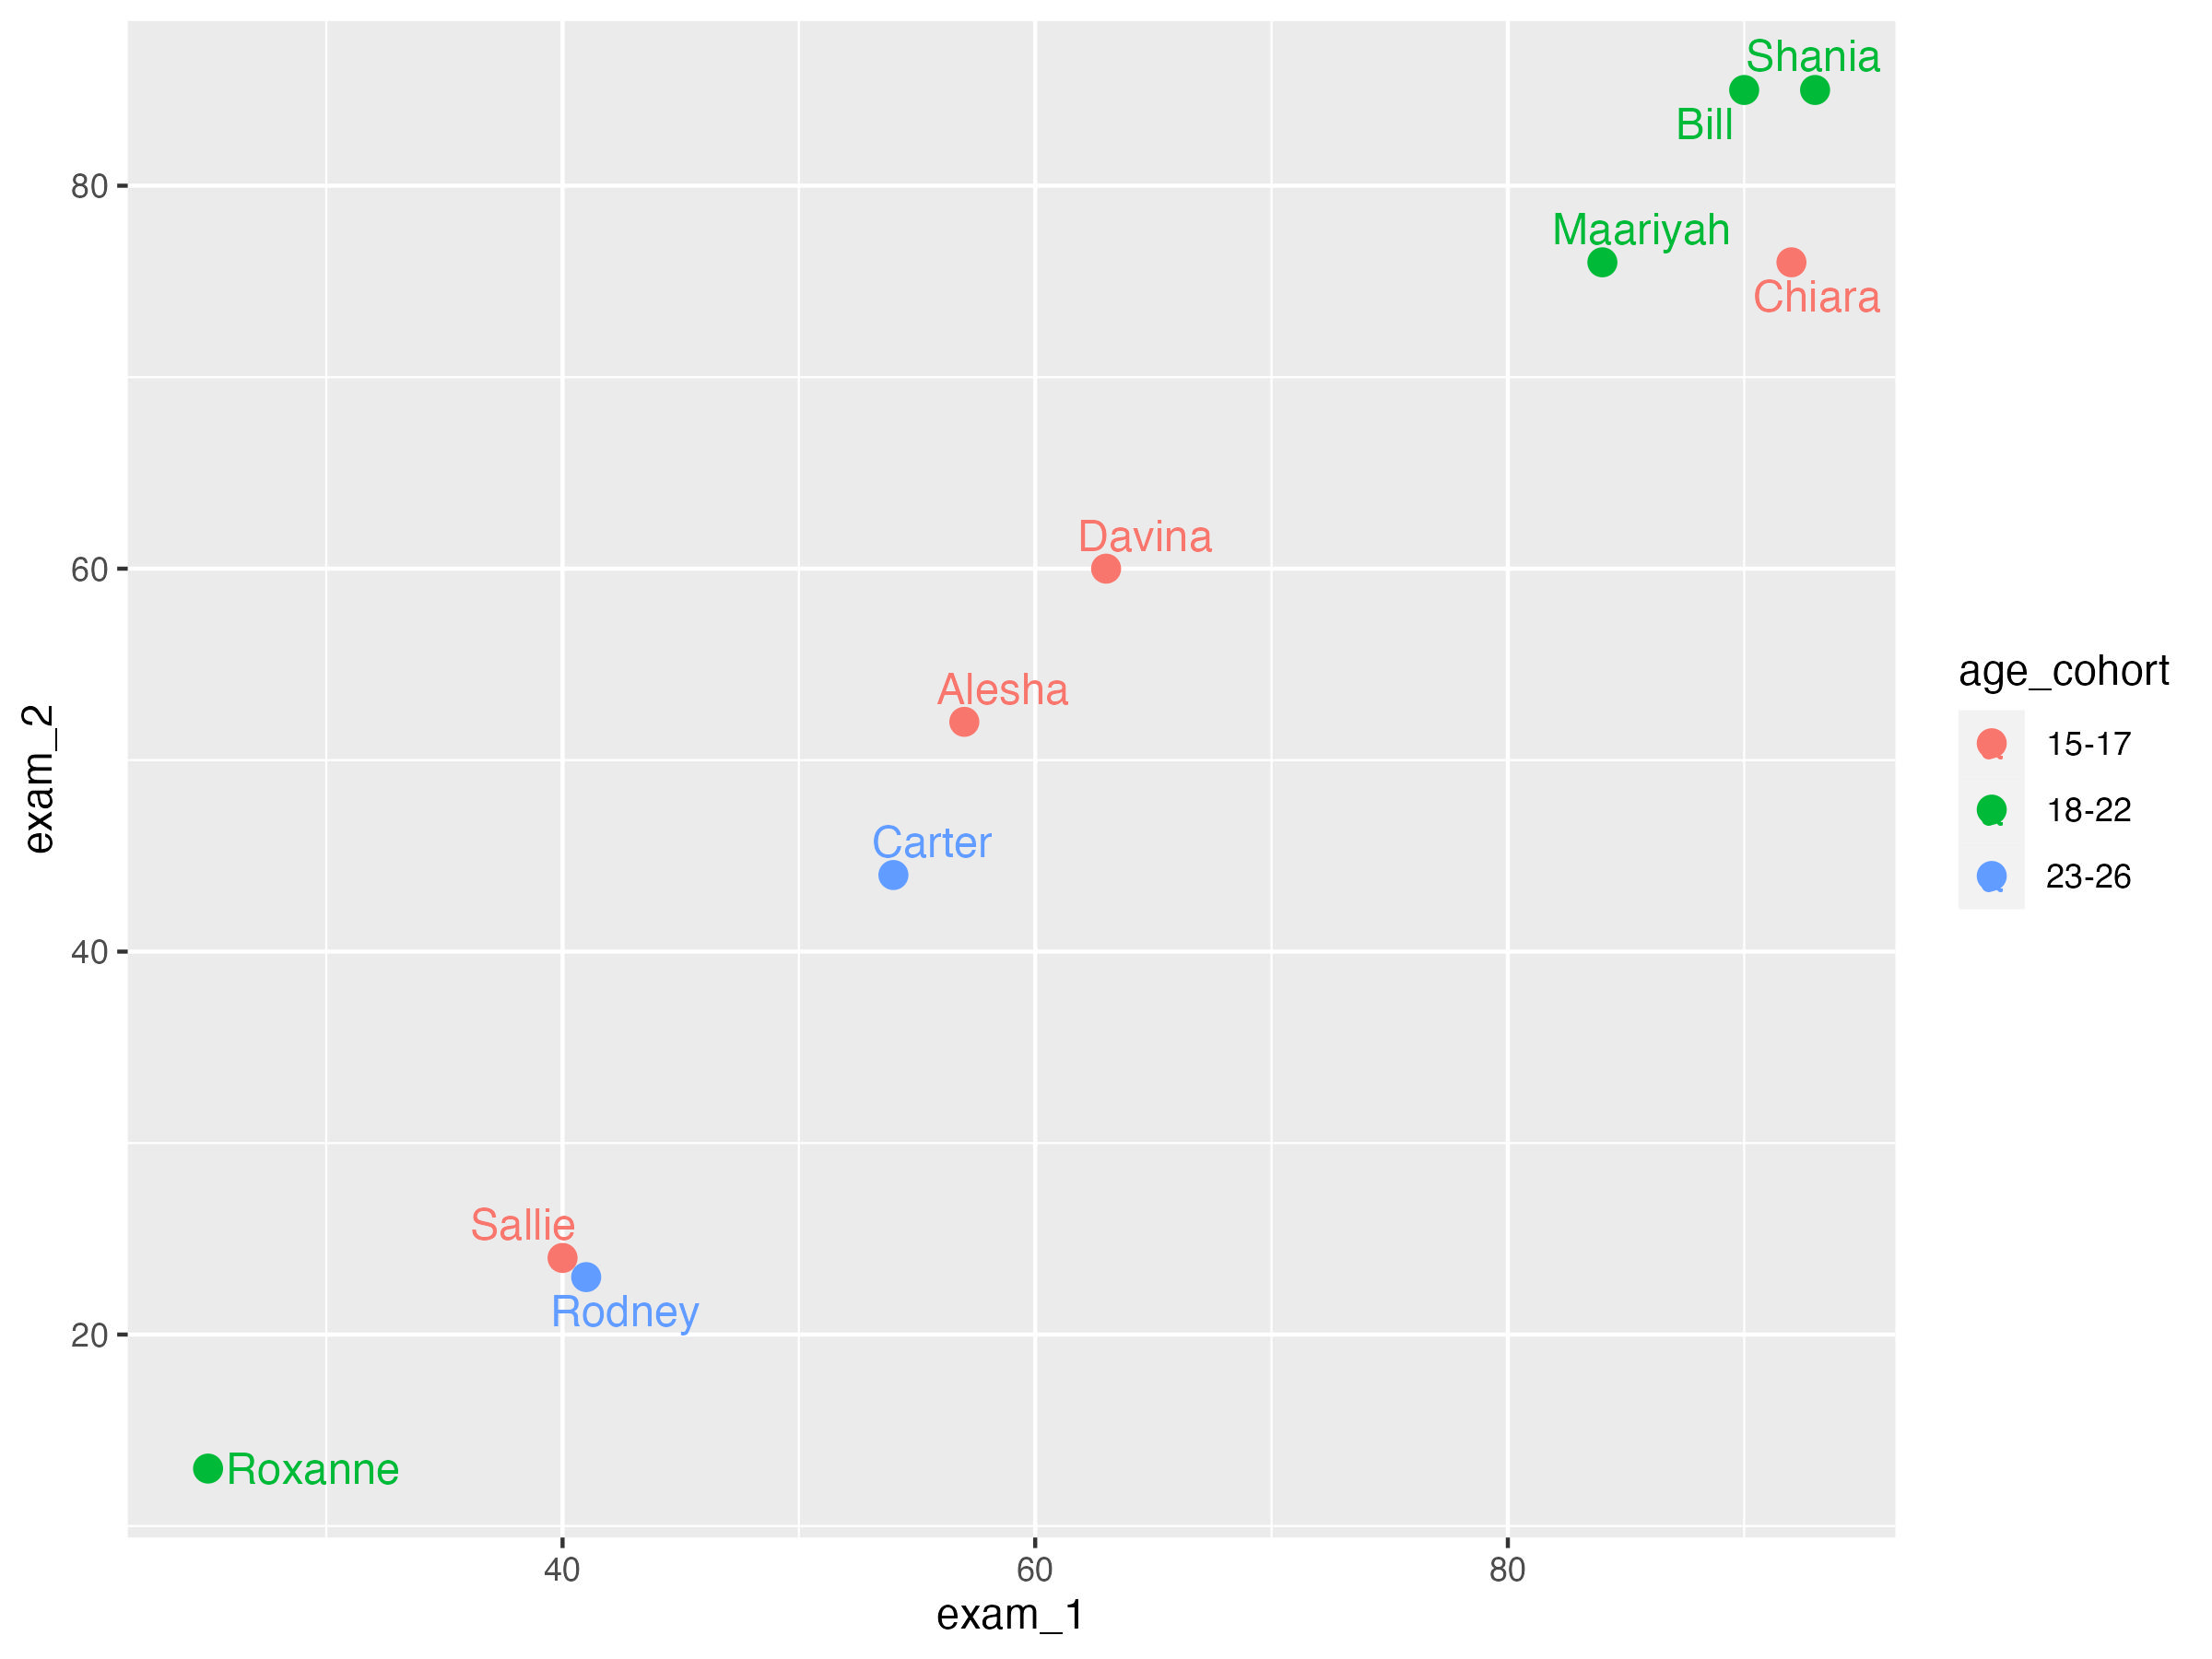 Shania
Bill
80
Maariyah
Chiara
Davina
60
Alesha
age_cohort
15-17
18-22
23-26
exam_2
Carter
40
Sallie
Rodney
20
Roxanne
40 60 80
exam_1